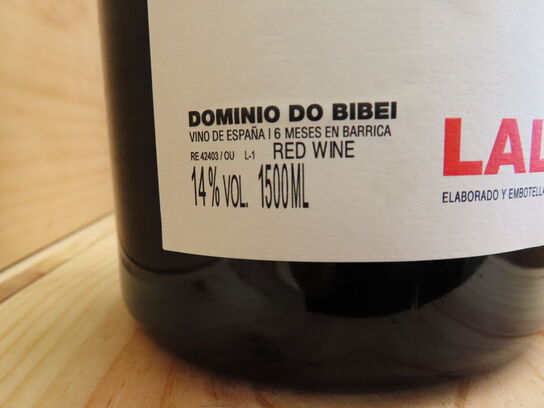 DOMINIO DO BIBEI
VINO DE ESPAÑA | 6 MESES EN BARRICA
RE 42403 / OU L-1 RED WINE
14% VOL. 1500 ML
LAL
ELABORADO Y EMBOTELLA